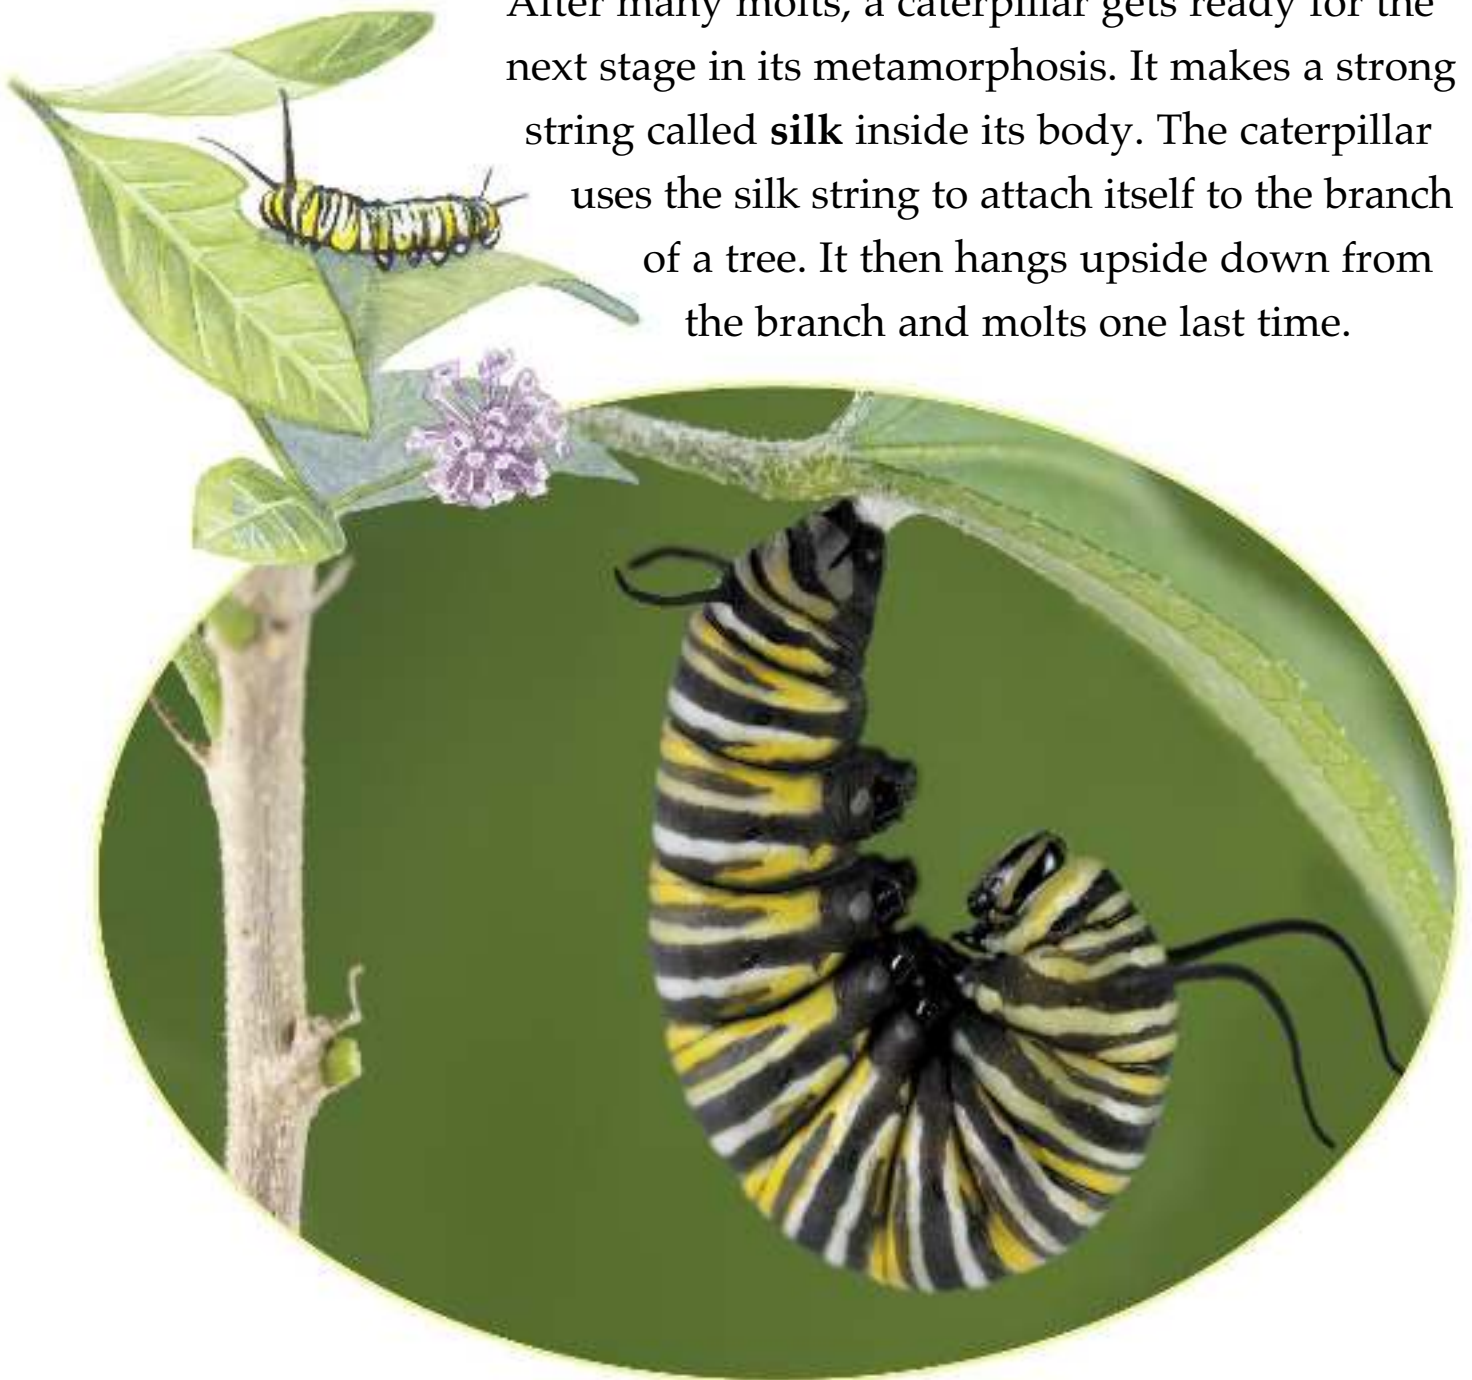 After many molts, a caterpillar gets ready for the
next stage in its metamorphosis. It makes a strong
string called silk inside its body. The caterpillar
uses the silk string to attach itself to the branch
of a tree. It then hangs upside down from
the branch and molts one last time.